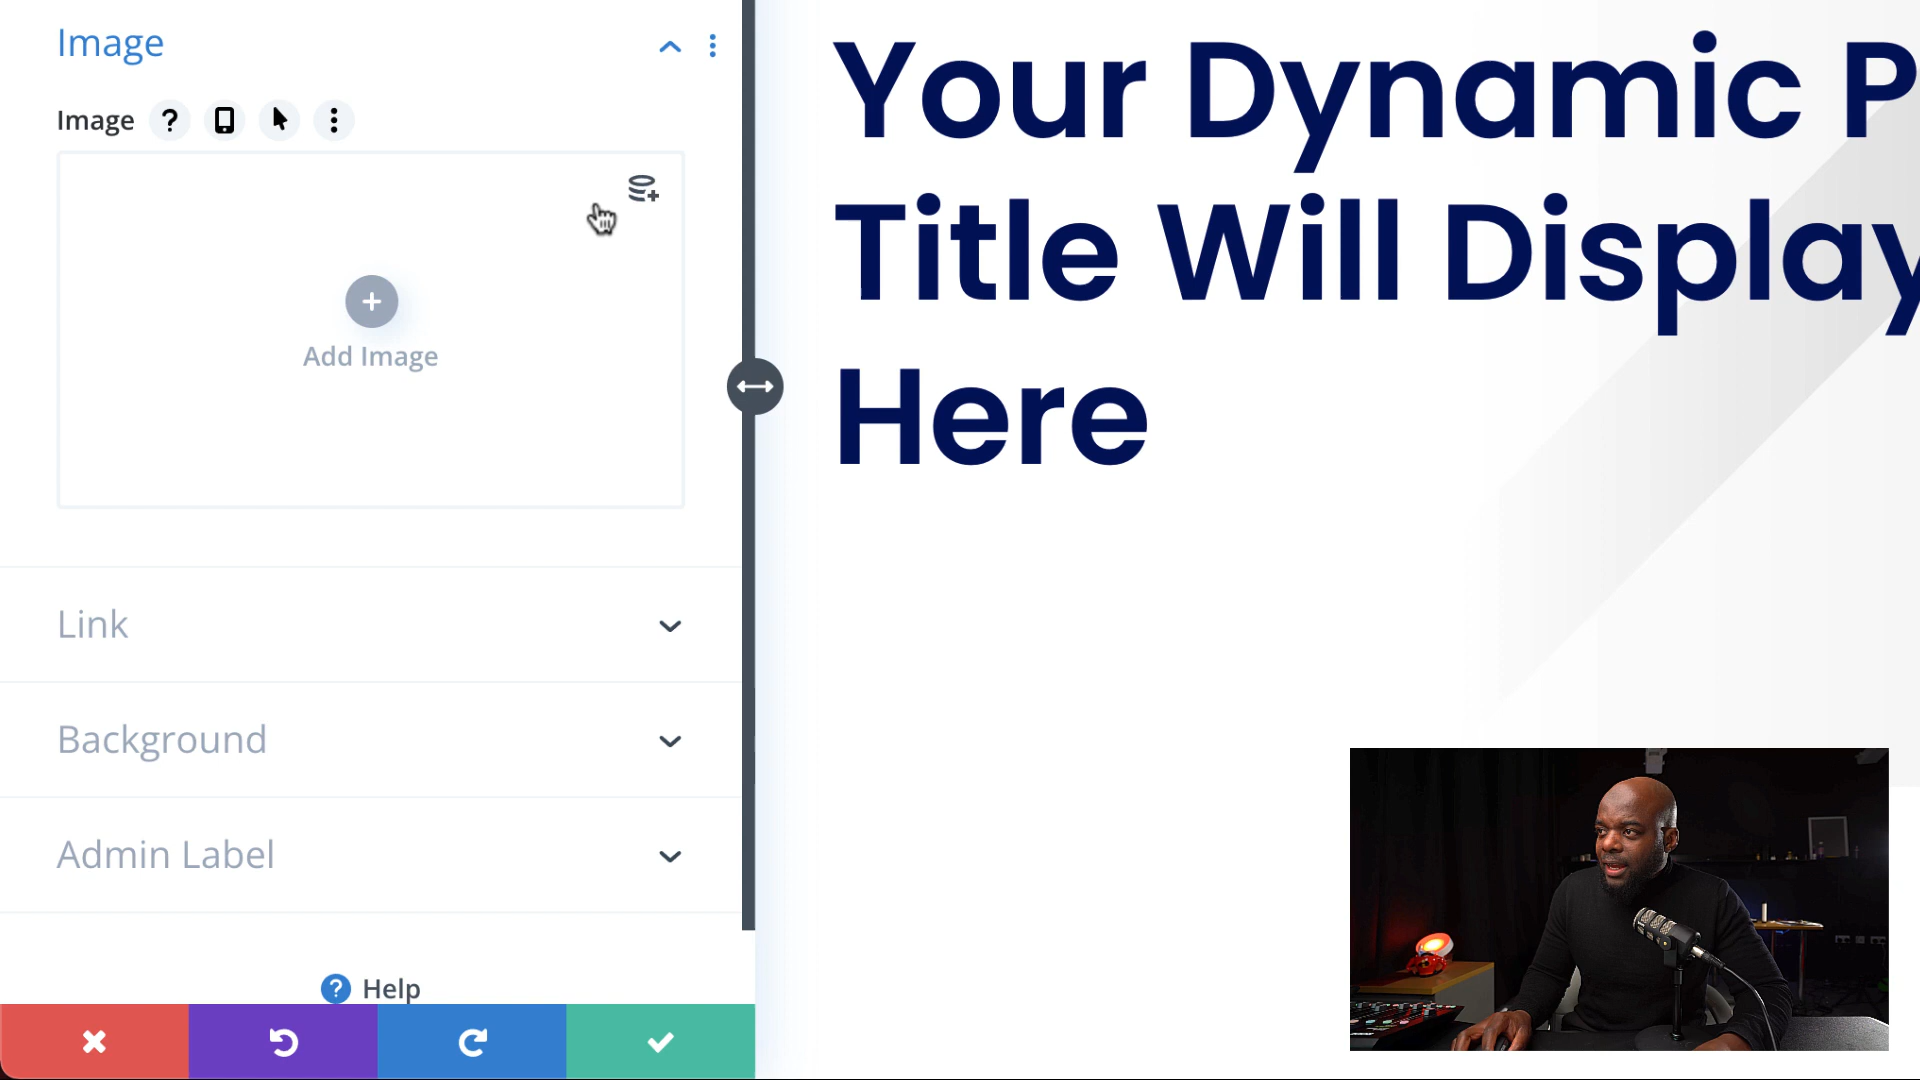 Image
Image ?
Add Image
Link
Background
Admin Label
? Help
Your Dynamic P
Title Will Display
Here